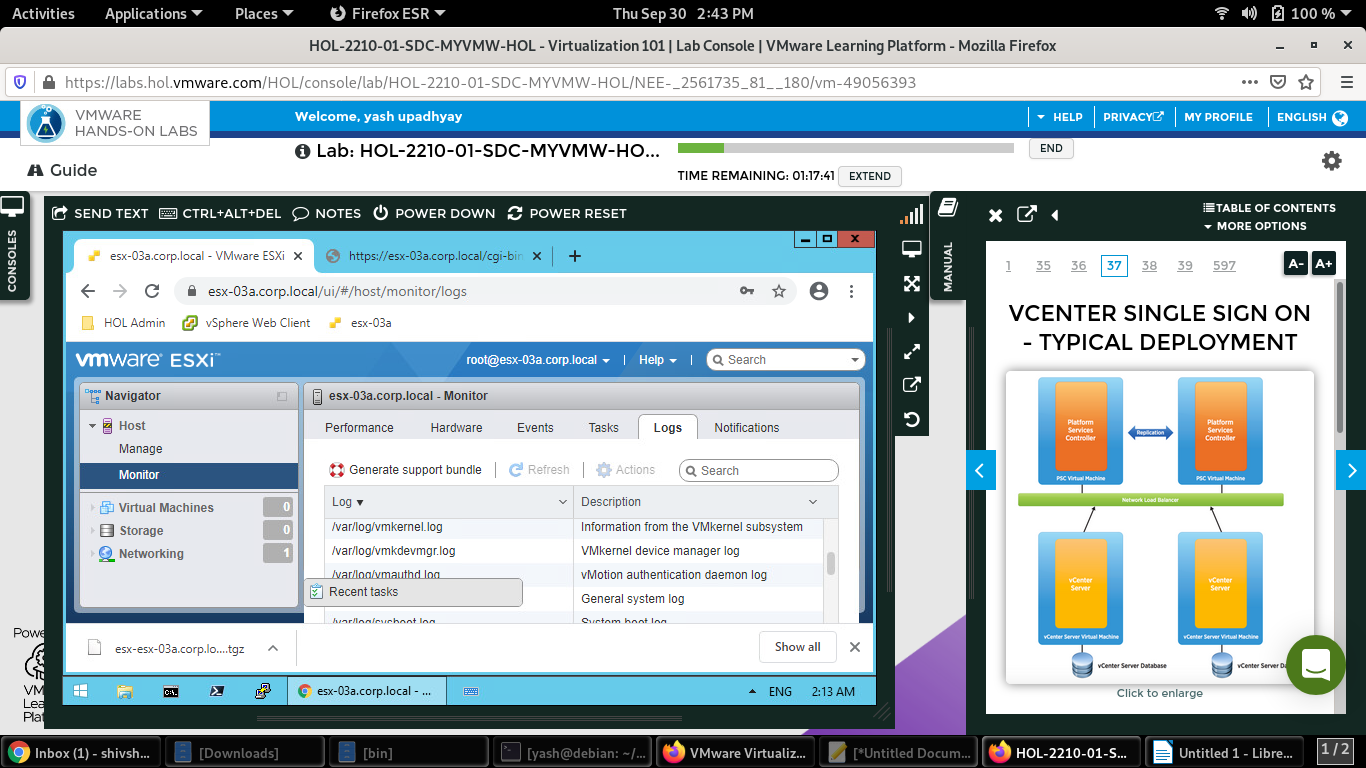 Activities Applications Places Firefox ESR Thu Sep 30 2:43 PM 100 %
HOL-2210-01-SDC-MYVMW-HOL - Virtualization 101 | Lab Console | VMware Learning Platform - Mozilla Firefox
https://labs.hol.vmware.com/HOL/console/lab/HOL-2210-01-SDC-MYVMW-HOL/NEE-_2561735_81__180/vm-49056393
VMWARE
HANDS-ON LABS
Welcome, yash upadhyay
HELP PRIVACY MY PROFILE ENGLISH
Guide
Lab: HOL-2210-01-SDC-MYVMW-HO...
END
TIME REMAINING: 01:17:41 EXTEND
CONSOLES
SEND TEXT CTRL+ALT+DEL NOTES POWER DOWN POWER RESET
esx-03a.corp.local - VMware ESXi https://esx-03a.corp.local/cgi-bin
esx-03a.corp.local/ui/#/host/monitor/logs
HOL Admin vSphere Web Client esx-03a
vmware ESXi™
root@esx-03a.corp.local Help Search
Navigator
Host
Manage
Monitor
Virtual Machines 0
Storage 0
Networking 1
esx-03a.corp.local - Monitor
Performance Hardware Events Tasks Logs Notifications
Generate support bundle Refresh Actions Search
Log Description
/var/log/vmkernel.log Information from the VMkernel subsystem
/var/log/vmkdevmgr.log VMkernel device manager log
/var/log/vmauthd.log vMotion authentication daemon log
General system log
/var/log/sysboot.log System boot log
Recent tasks
esx-esx-03a.corp.lo....tgz Show all
esx-03a.corp.local - ... ENG 2:13 AM
Powe
VM
Lea
Plat
MANUAL
TABLE OF CONTENTS
MORE OPTIONS
1 35 36 37 38 39 597 A- A+
VCENTER SINGLE SIGN ON
- TYPICAL DEPLOYMENT
Platform
Services
Controller
Replication
Platform
Services
Controller
PSC Virtual Machine PSC Virtual Machine
Network Load Balancer
vCenter
Server
vCenter
Server
vCenter Server Virtual Machine vCenter Server Virtual Machine
vCenter Server Database vCenter Server Da
Click to enlarge
Inbox (1) - shivsh... [Downloads] [bin] [yash@debian: ~/... VMware Virtualiz... [*Untitled Docum... HOL-2210-01-S... Untitled 1 - Libre... 1 / 2